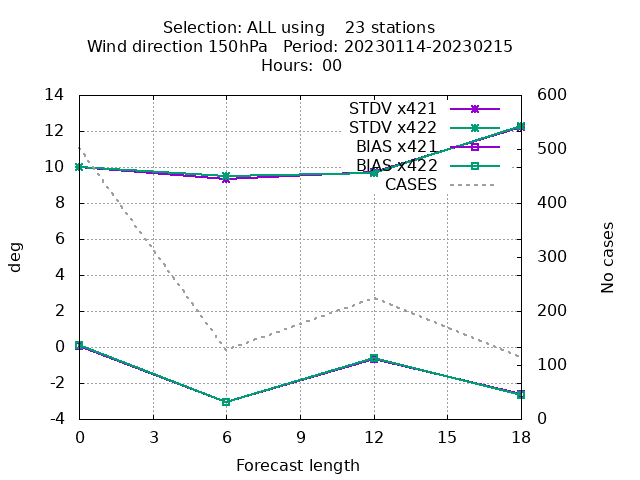 Selection: ALL using    23 stations
Wind direction 150hPa   Period: 20230114-20230215
Hours: 00
14
12
10
8
6
4
2
0
-2
-4
600
500
400
300
200
100
0
deg
No cases
STDV x421
STDV x422
BIAS x421
BIAS x422
CASES
0 3 6 9 12 15 18
Forecast length